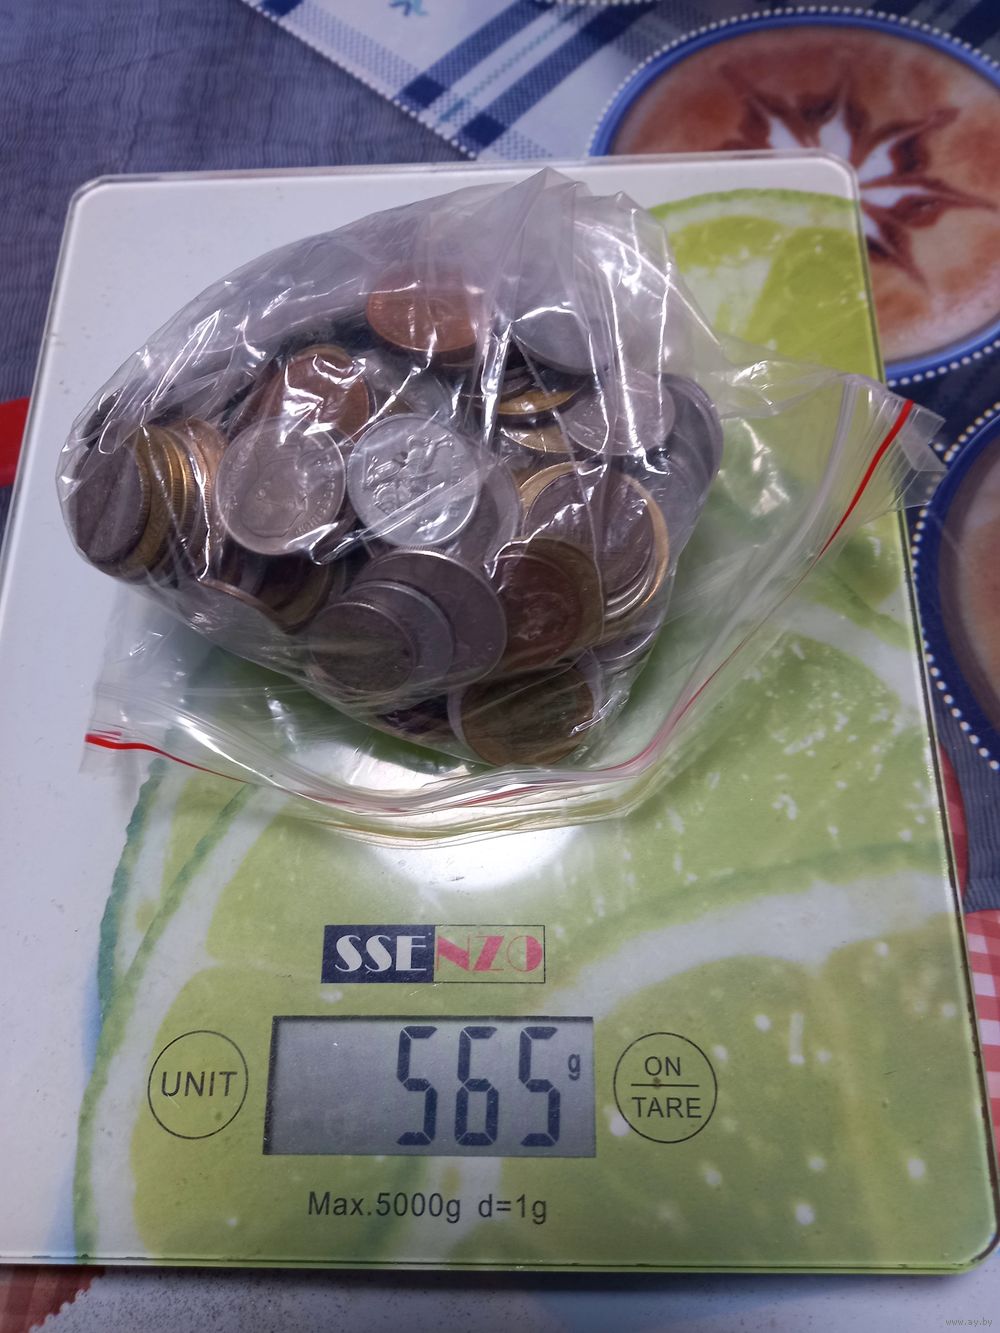 SSENZO
565 g
UNIT
ON
TARE
Max.5000g d=1g
www.ay.by